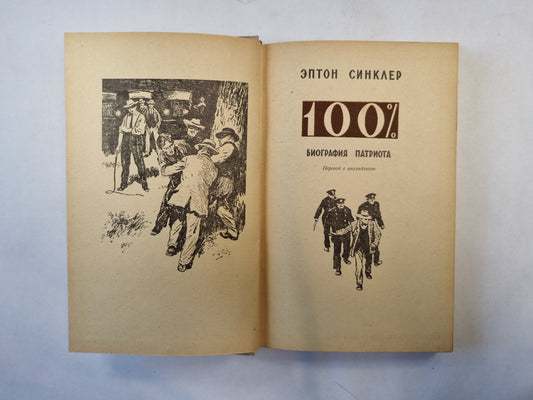 ЭПТОН СИНКЛЕР
100%
БИОГРАФИЯ ПАТРИОТА
Перевод с английского